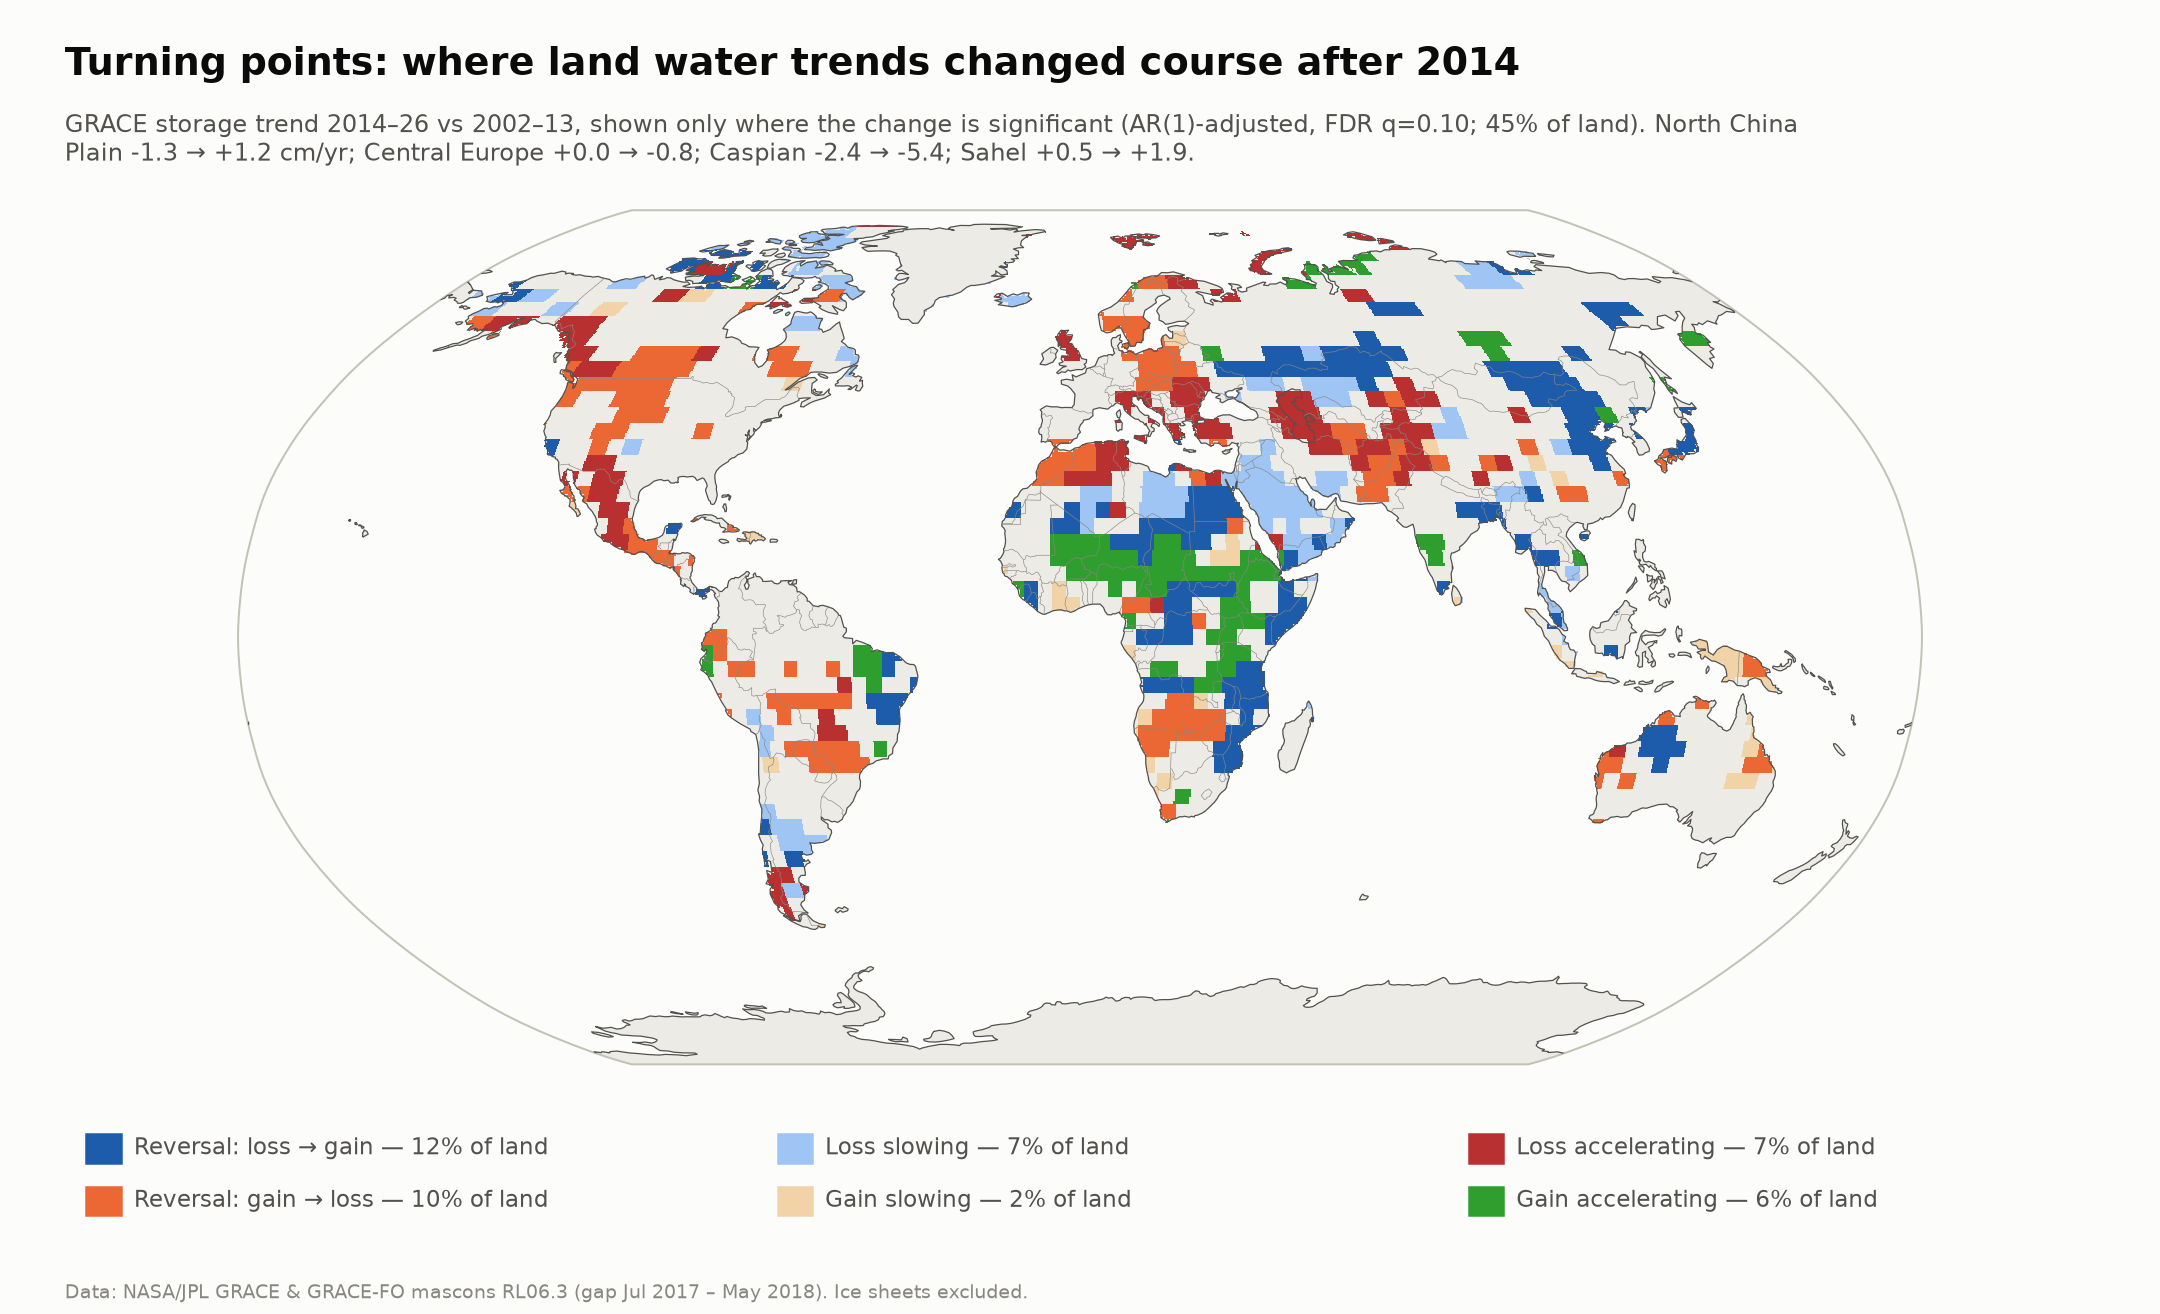 Turning points: where land water trends changed course after 2014
GRACE storage trend 2014–26 vs 2002–13, shown only where the change is significant (AR(1)-adjusted, FDR q=0.10; 45% of land). North China
Plain -1.3 → +1.2 cm/yr; Central Europe +0.0 → -0.8; Caspian -2.4 → -5.4; Sahel +0.5 → +1.9.
Reversal: loss → gain — 12% of land
Loss slowing — 7% of land
Loss accelerating — 7% of land
Reversal: gain → loss — 10% of land
Gain slowing — 2% of land
Gain accelerating — 6% of land
Data: NASA/JPL GRACE & GRACE-FO mascons RL06.3 (gap Jul 2017 – May 2018). Ice sheets excluded.